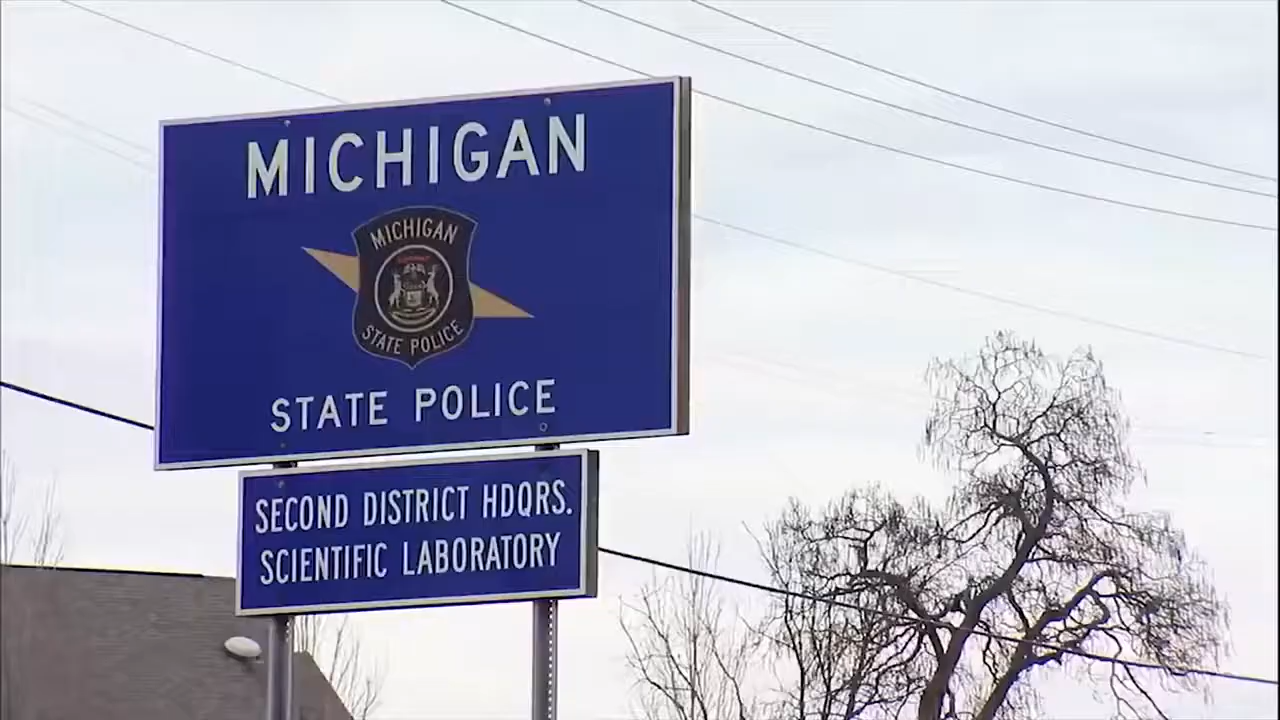 MICHIGAN
MICHIGAN
STATE POLICE
STATE POLICE
SECOND DISTRICT HDQRS.
SCIENTIFIC LABORATORY